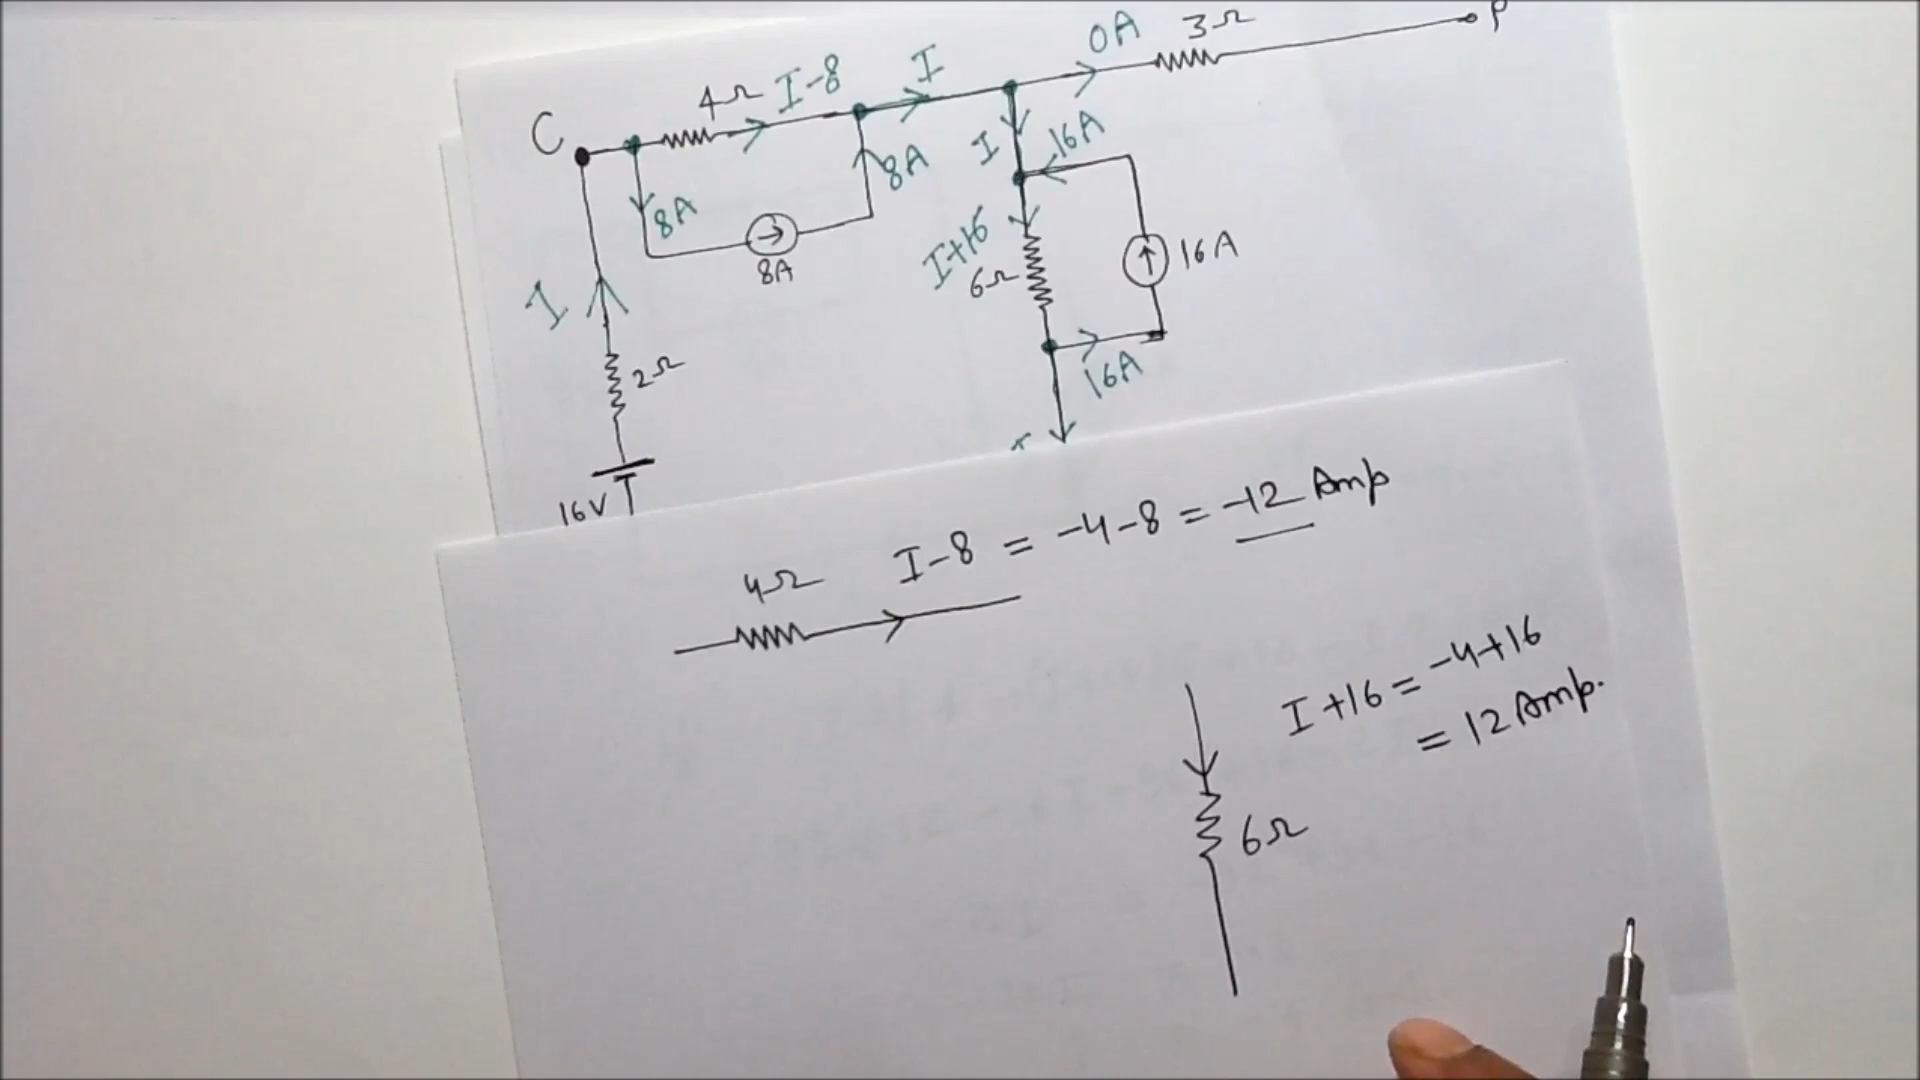 C
4Ω
I-8
I
0A
3Ω
P
8A
8A
8A
I
16A
I+16
6Ω
16A
16A
I
2Ω
16V
4Ω
I-8 = -4-8 = -12 Amp
I+16 = -4+16
= 12 Amp.
6Ω